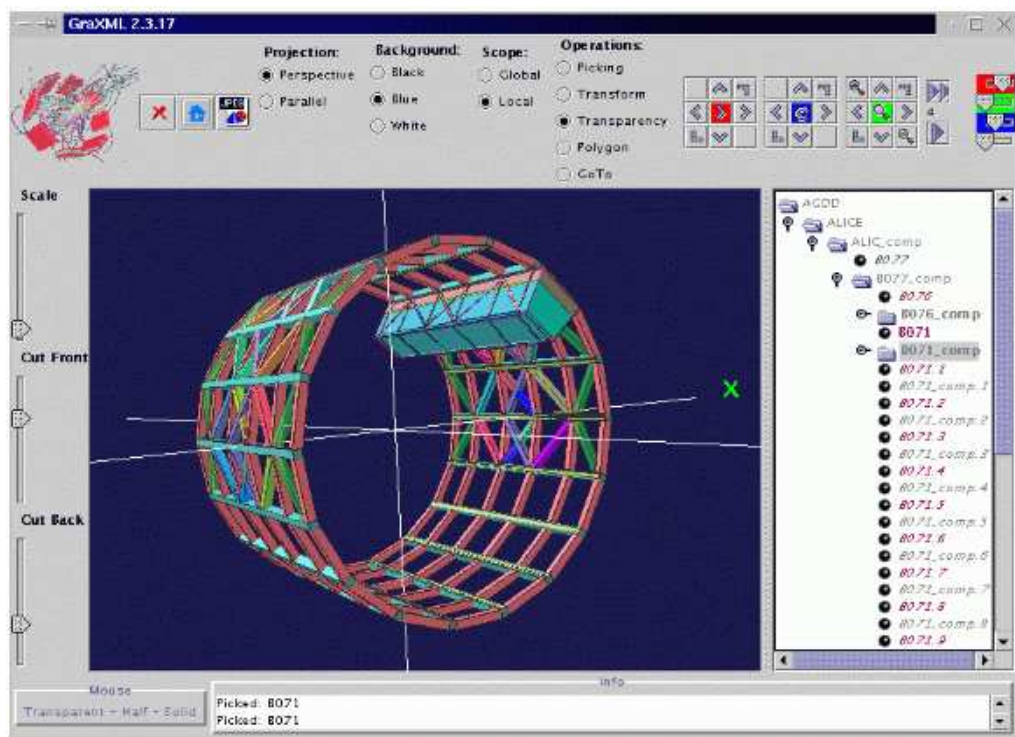 GraXML 2.3.17
Projection:
Perspective
Parallel
Background:
Black
Blue
White
Scope:
Global
Local
Operations:
Picking
Transform
Transparency
Polygon
GoTo
JPEG
4
Scale
Cut Front
Cut Back
X
AGDD
ALICE
ALIC_comp
B077
B077_comp
B076
B076_comp
B071
B071_comp
B071.1
B071_comp.1
B071.2
B071_comp.2
B071.3
B071_comp.3
B071.4
B071_comp.4
B071.5
B071_comp.5
B071.6
B071_comp.6
B071.7
B071_comp.7
B071.8
B071_comp.8
B071.9
Mouse
Transparent - Half - Solid
Info
Picked: B071
Picked: B071